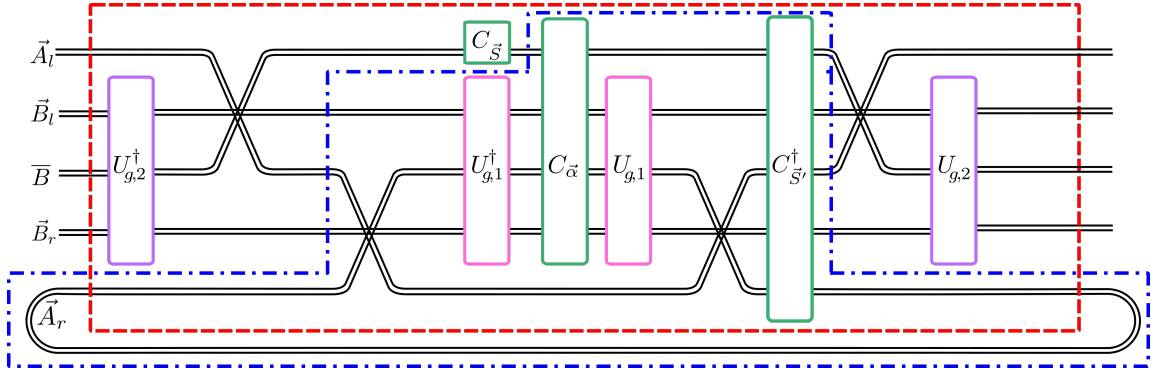 $\vec{A}_l$ $C_{\vec{S}}$
$\vec{B}_l$
$\overline{B}$ $U_{g,2}^{\dagger}$ $U_{g,1}^{\dagger}$ $C_{\vec{\alpha}}$ $U_{g,1}$ $C_{\vec{S}'}^{\dagger}$ $U_{g,2}$
$\vec{B}_r$
$\vec{A}_r$